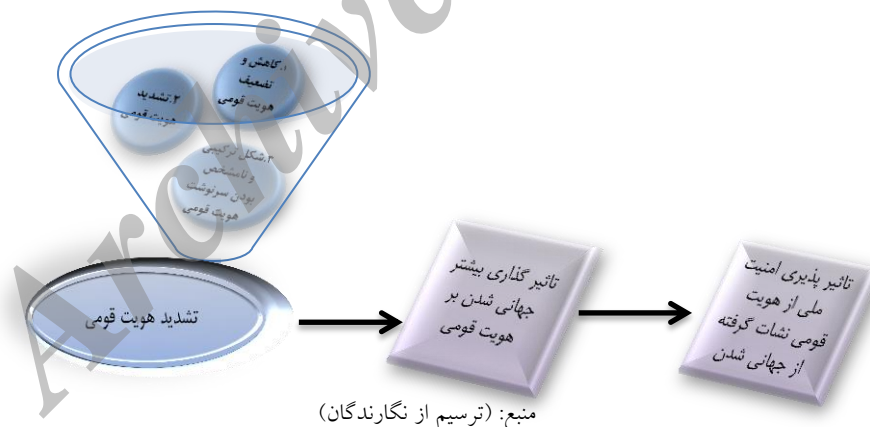 ۱.کاهش و
تضعیف
هویت قومی
۲.تشدید
هویت قومی
۳.شکل ترکیبی
و نامشخص
بودن سرنوشت
هویت قومی
تشدید هویت قومی
تاثیر گذاری بیشتر
جهانی شدن بر
هویت قومی
تاثیر پذیری امنیت
ملی از هویت
قومی نشات گرفته
از جهانی شدن
منبع: (ترسیم از نگارندگان)
Archive